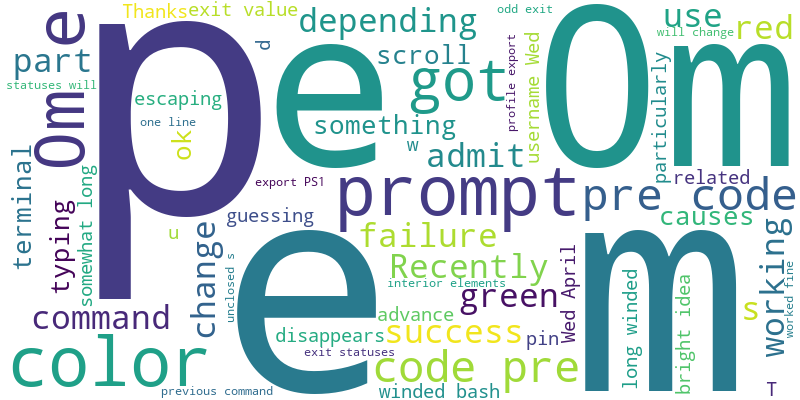 Thanks
exit value
odd exit
depending
use
will change
red
part
d
scroll
p
e
0m
statuses will
0m
e
escaping
got
profile export
username Wed
one line
something
particularly
ok
w
admit
terminal
export PS1
prompt
related
pre code
somewhat long
typing
guessing
causes
u
failure
change
unclosed s
e
m
Recently
Wed April
working
worked fine
interior elements
green
long winded
bright idea
command
advance
s
disappears
success
pin
color
exit statuses
code pre
previous command
winded bash
T